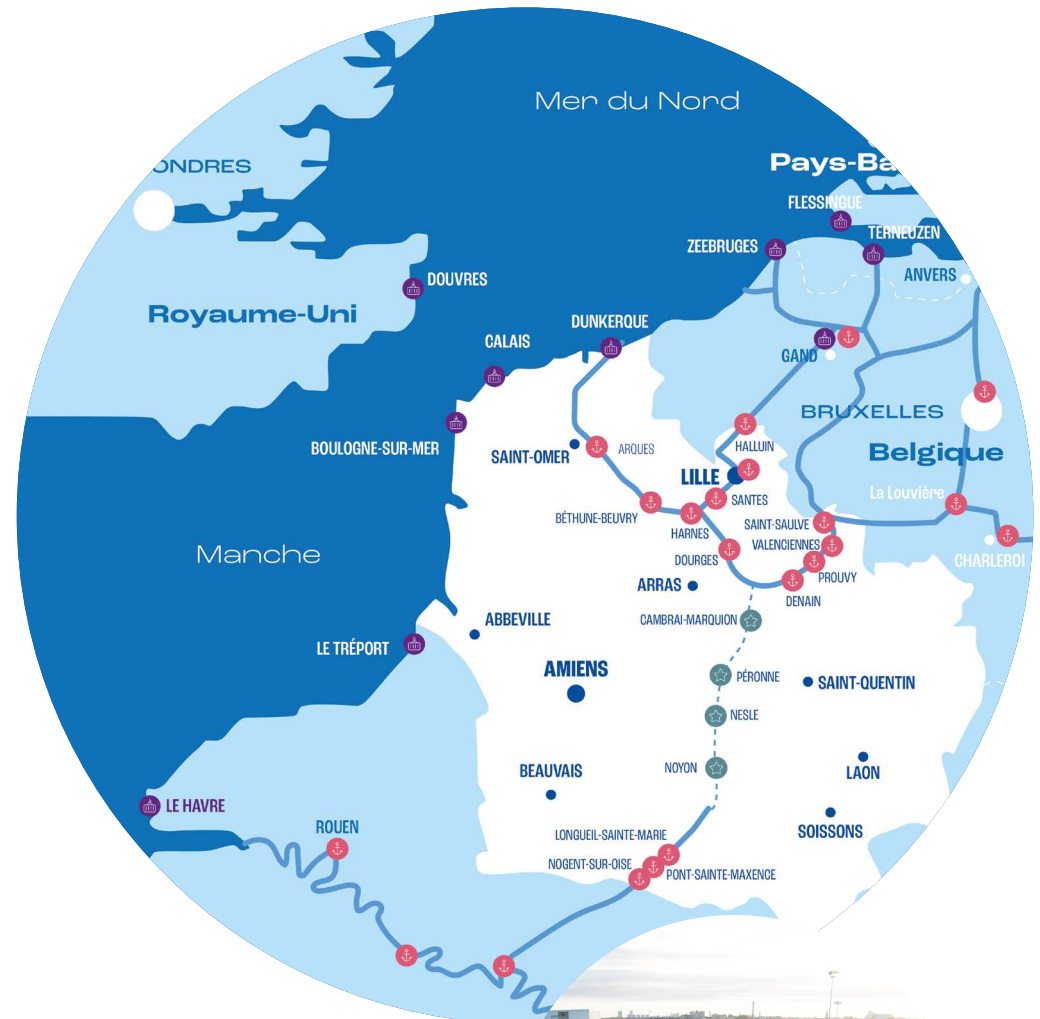 Mer du Nord
ONDRES
Pays-Ba
FLESSINGUE
TERNEUZEN
ZEEBRUGES
ANVERS
DOUVRES
Royaume-Uni
DUNKERQUE
CALAIS
GAND
BRUXELLES
BOULOGNE-SUR-MER
SAINT-OMER
ARQUES
HALLUIN
Belgique
LILLE
La Louvière
SANTES
BÉTHUNE-BEUVRY
HARNES
SAINT-SAULVE
VALENCIENNES
Manche
DOURGES
CHARLEROI
PROUVY
ARRAS
DENAIN
ABBEVILLE
CAMBRAI-MARQUION
LE TRÉPORT
AMIENS
PÉRONNE
SAINT-QUENTIN
NESLE
NOYON
BEAUVAIS
LAON
LE HAVRE
ROUEN
LONGUEIL-SAINTE-MARIE
SOISSONS
NOGENT-SUR-OISE
PONT-SAINTE-MAXENCE